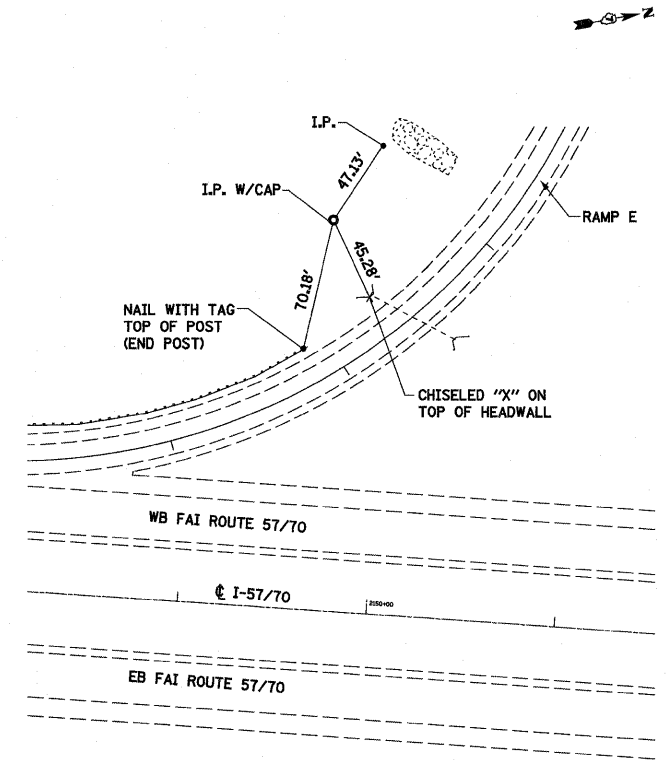 N
I.P.
47.13'
I.P. W/CAP
RAMP E
45.28'
70.18'
NAIL WITH TAG
TOP OF POST
(END POST)
CHISELED "X" ON
TOP OF HEADWALL
WB FAI ROUTE 57/70
℄ I-57/70
2150+00
EB FAI ROUTE 57/70